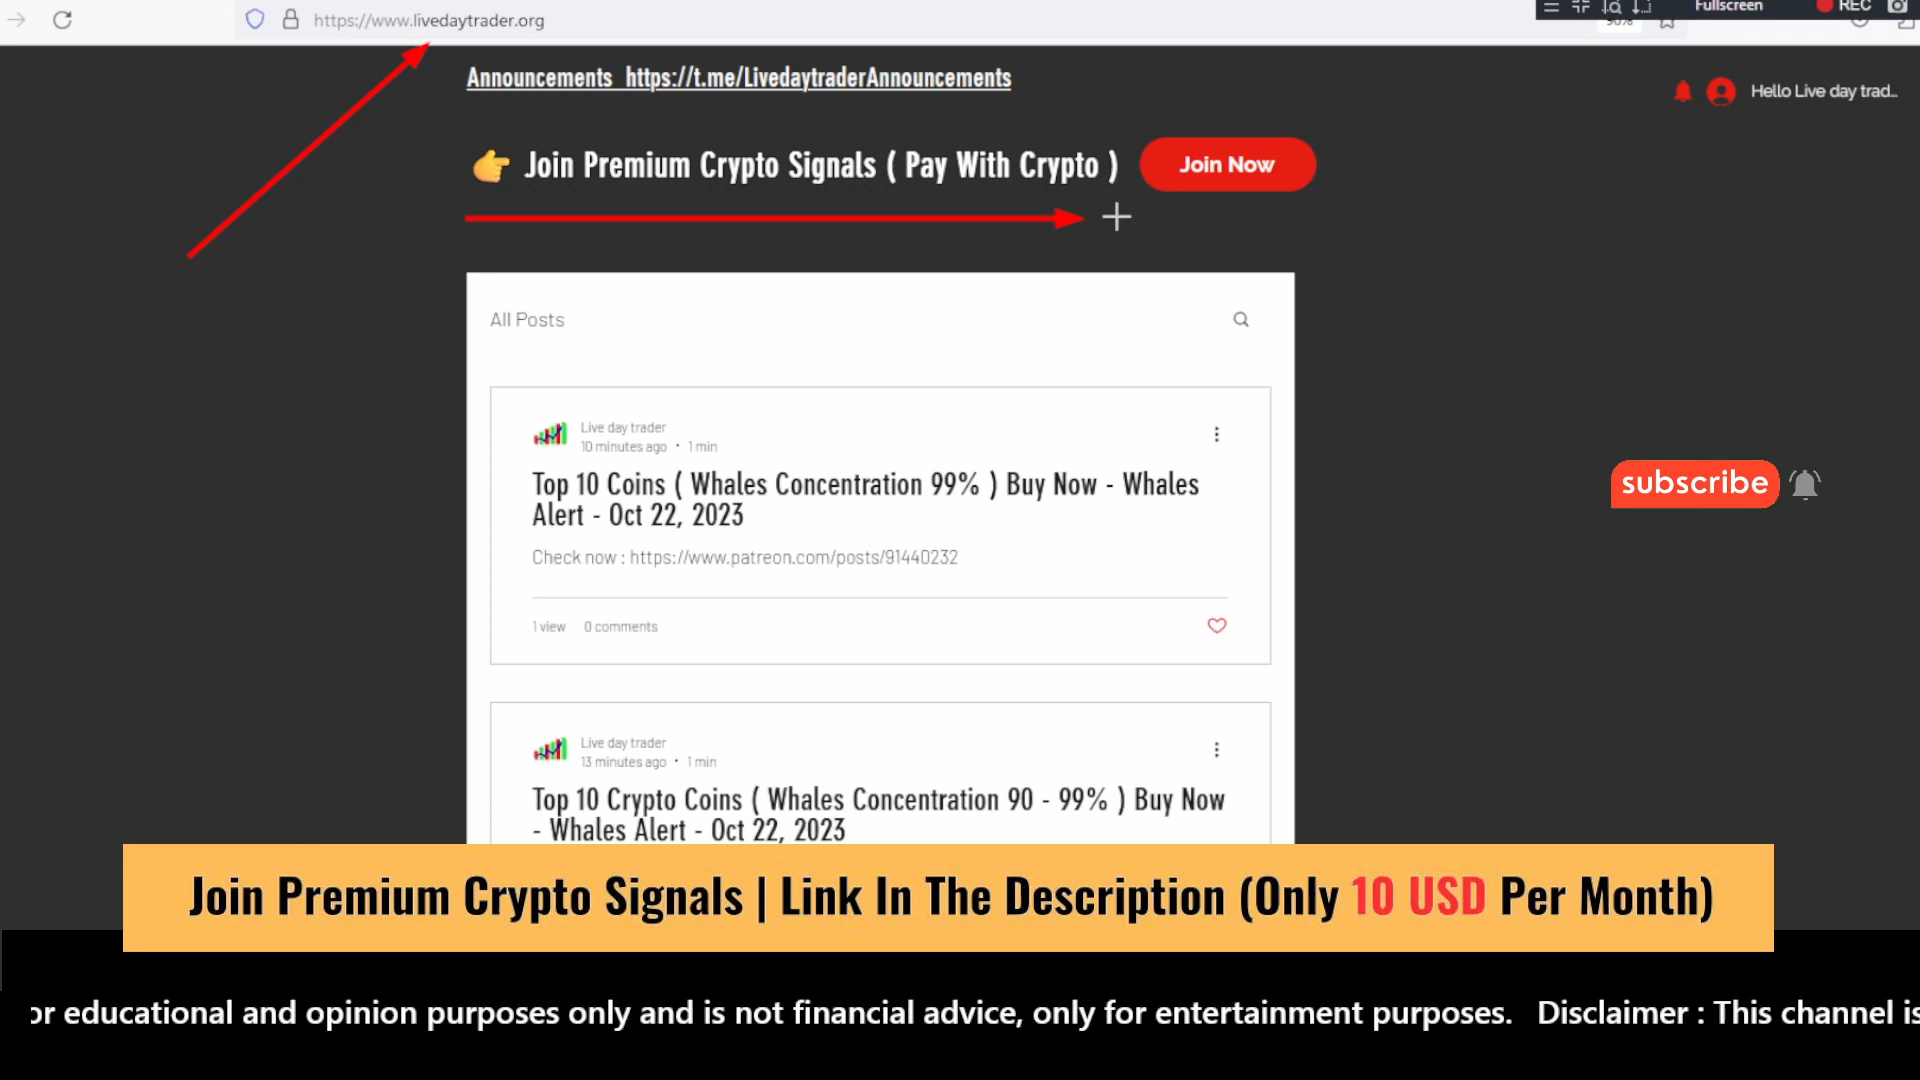 https://www.livedaytrader.org
Fullscreen
REC
90%
Announcements https://t.me/LivedaytraderAnnouncements
Hello Live day trad...
Join Premium Crypto Signals ( Pay With Crypto )
Join Now
All Posts
Live day trader
10 minutes ago · 1 min
Top 10 Coins ( Whales Concentration 99% ) Buy Now - Whales
Alert - Oct 22, 2023
Check now : https://www.patreon.com/posts/91440232
1 view 0 comments
subscribe
Live day trader
13 minutes ago · 1 min
Top 10 Crypto Coins ( Whales Concentration 90 - 99% ) Buy Now
- Whales Alert - Oct 22, 2023
Join Premium Crypto Signals | Link In The Description (Only 10 USD Per Month)
or educational and opinion purposes only and is not financial advice, only for entertainment purposes. Disclaimer : This channel is